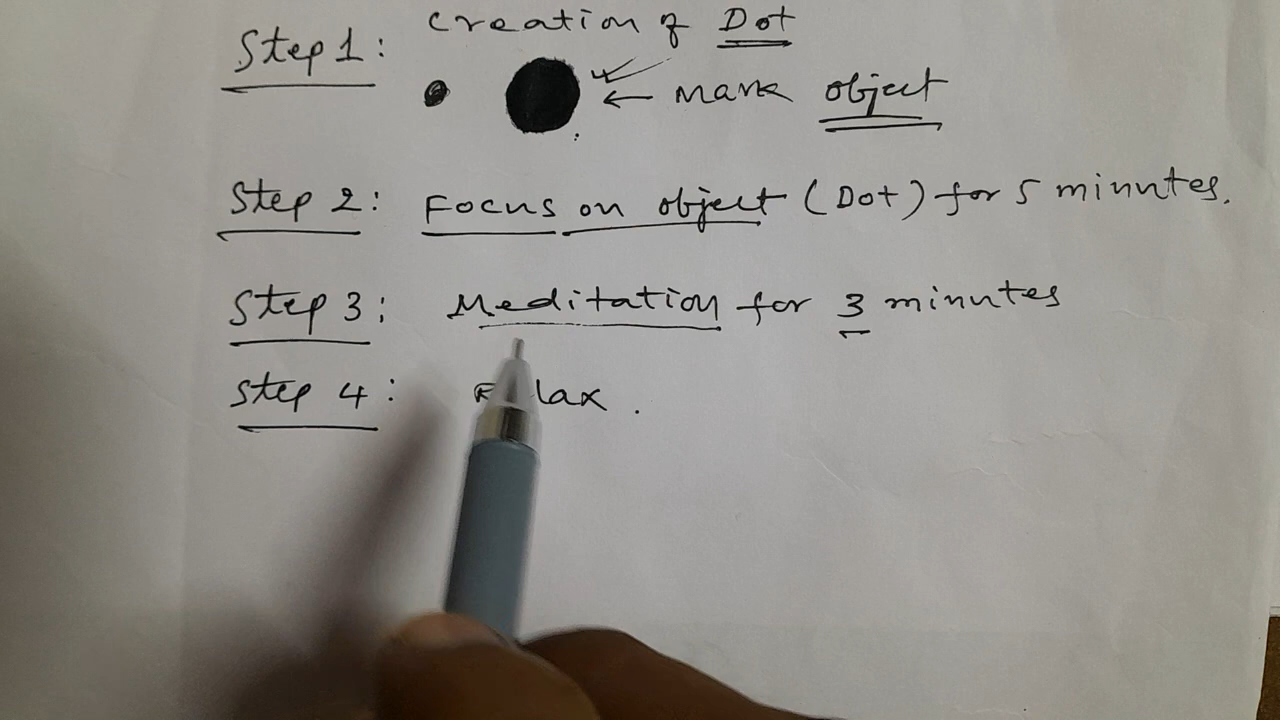 Step 1: Creation of Dot
← Mark object
Step 2: Focus on object (Dot) for 5 minutes.
Step 3: Meditation for 3 minutes
Step 4: Relax.